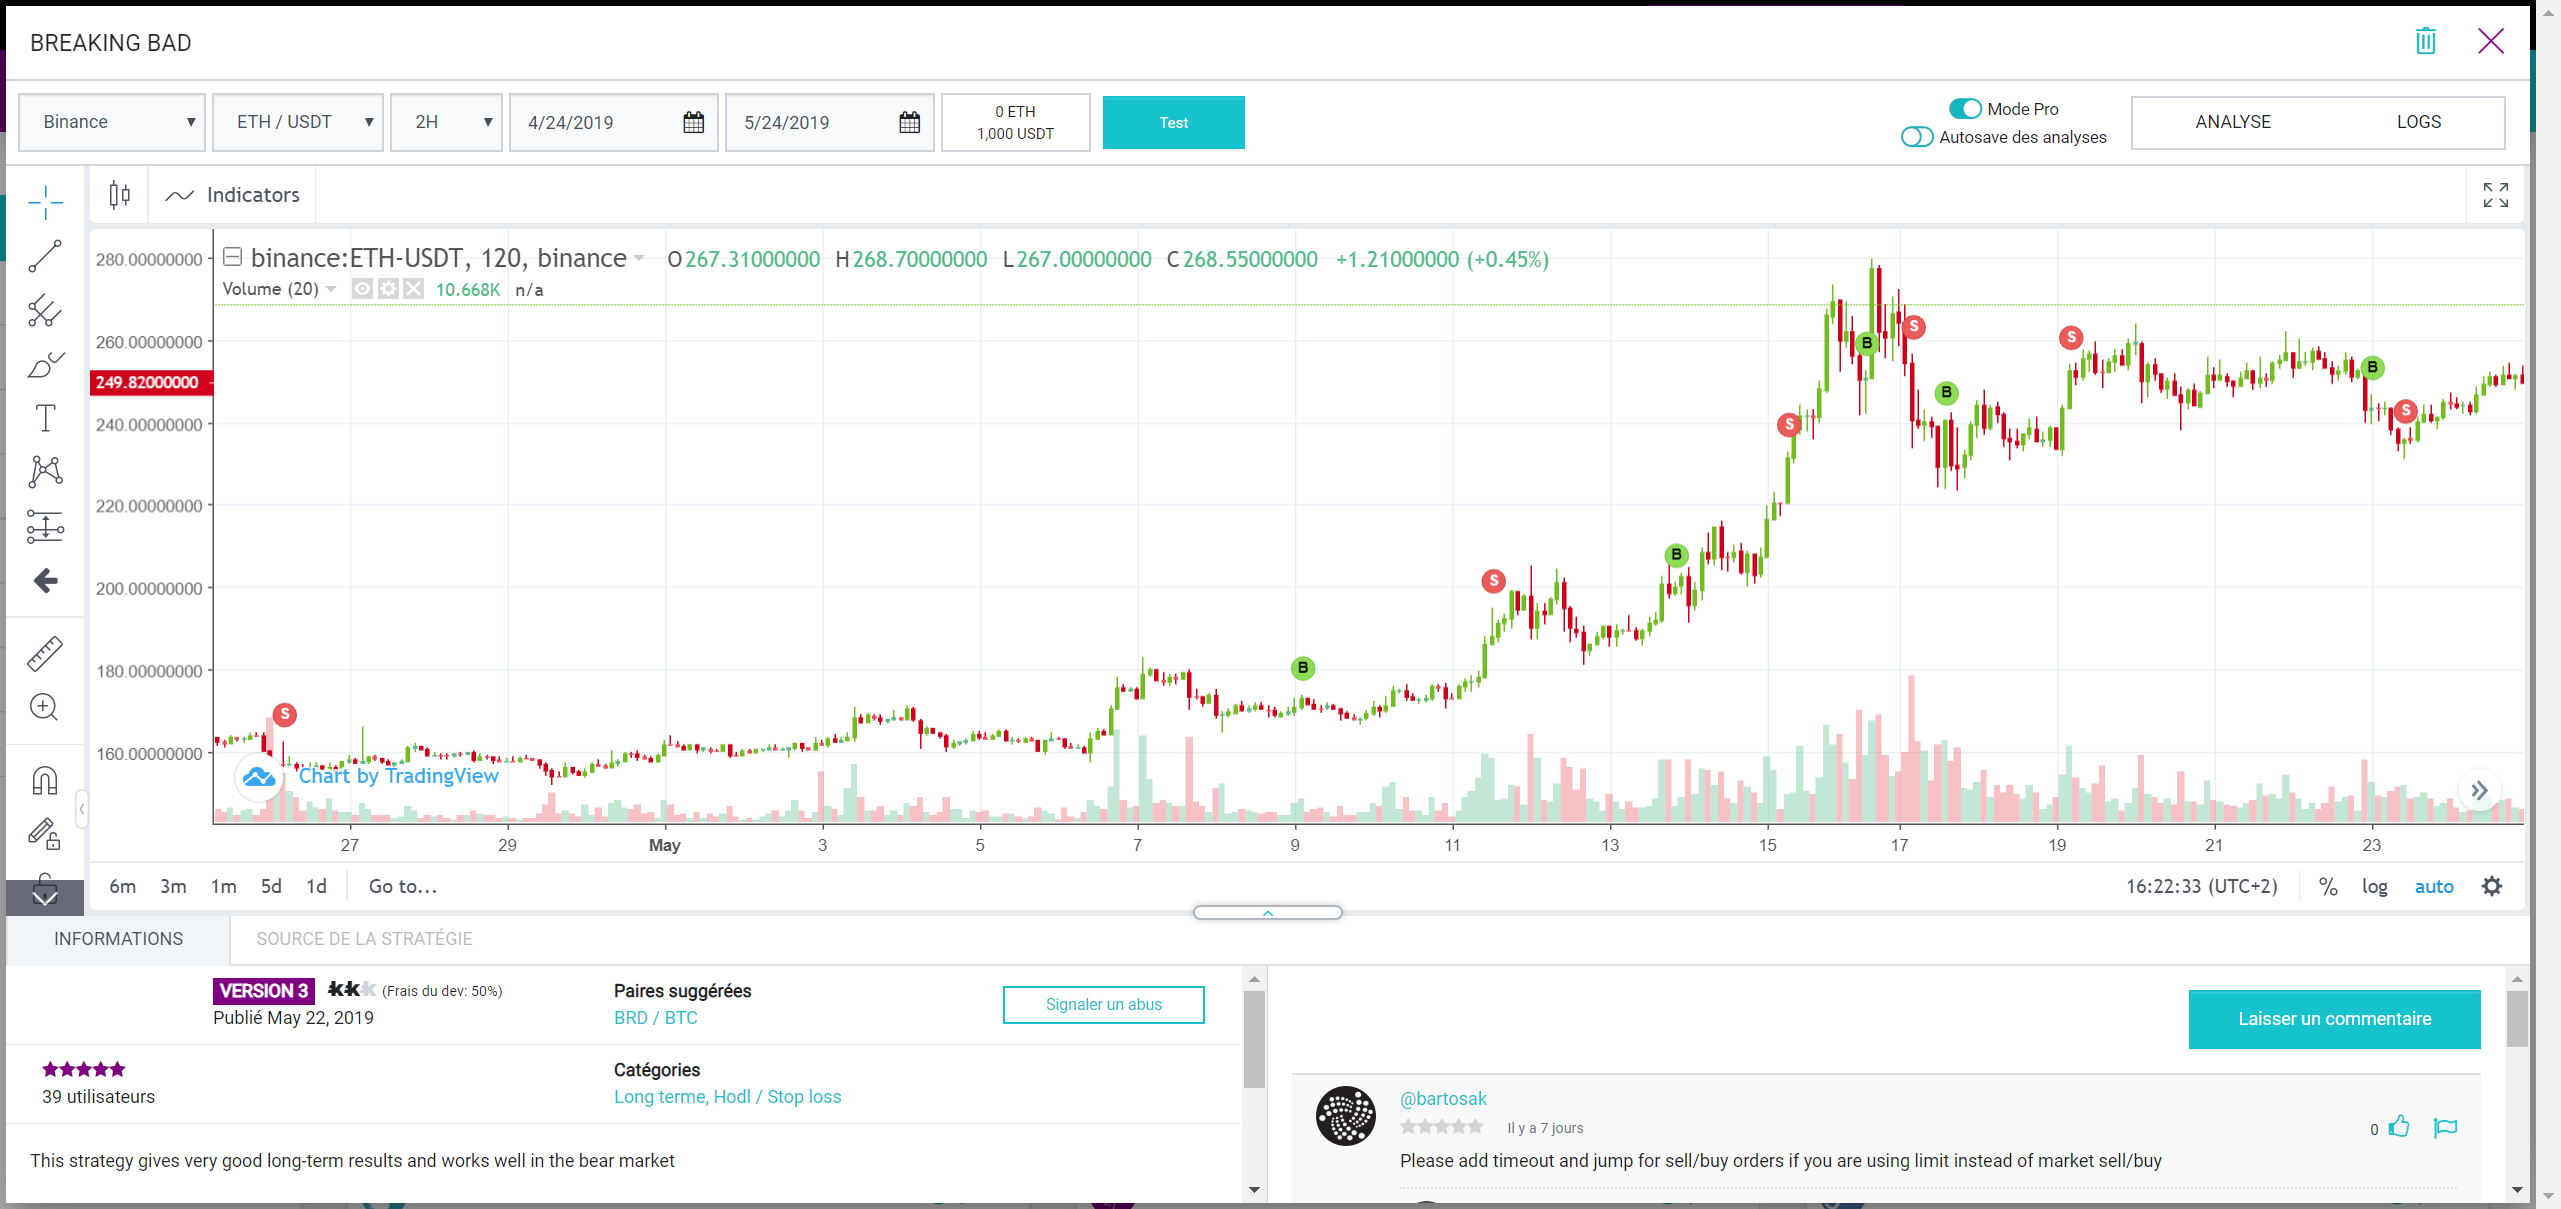 BREAKING BAD
Binance
ETH / USDT
2H
4/24/2019
5/24/2019
0 ETH
1,000 USDT
Test
Mode Pro
Autosave des analyses
ANALYSE
LOGS
Indicators
binance:ETH-USDT, 120, binance
O267.31000000 H268.70000000 L267.00000000 C268.55000000 +1.21000000 (+0.45%)
Volume (20)
10.668K n/a
280.00000000
260.00000000
249.82000000
240.00000000
220.00000000
200.00000000
180.00000000
160.00000000
S
B
S
B
S
B
S
B
S
B
S
Chart by TradingView
27
29
May
3
5
7
9
11
13
15
17
19
21
23
6m
3m
1m
5d
1d
Go to...
16:22:33 (UTC+2)
%
log
auto
INFORMATIONS
SOURCE DE LA STRATÉGIE
VERSION 3
(Frais du dev: 50%)
Publié May 22, 2019
Paires suggérées
BRD / BTC
Signaler un abus
39 utilisateurs
Catégories
Long terme, Hodl / Stop loss
This strategy gives very good long-term results and works well in the bear market
Laisser un commentaire
@bartosak
Il y a 7 jours
0
Please add timeout and jump for sell/buy orders if you are using limit instead of market sell/buy